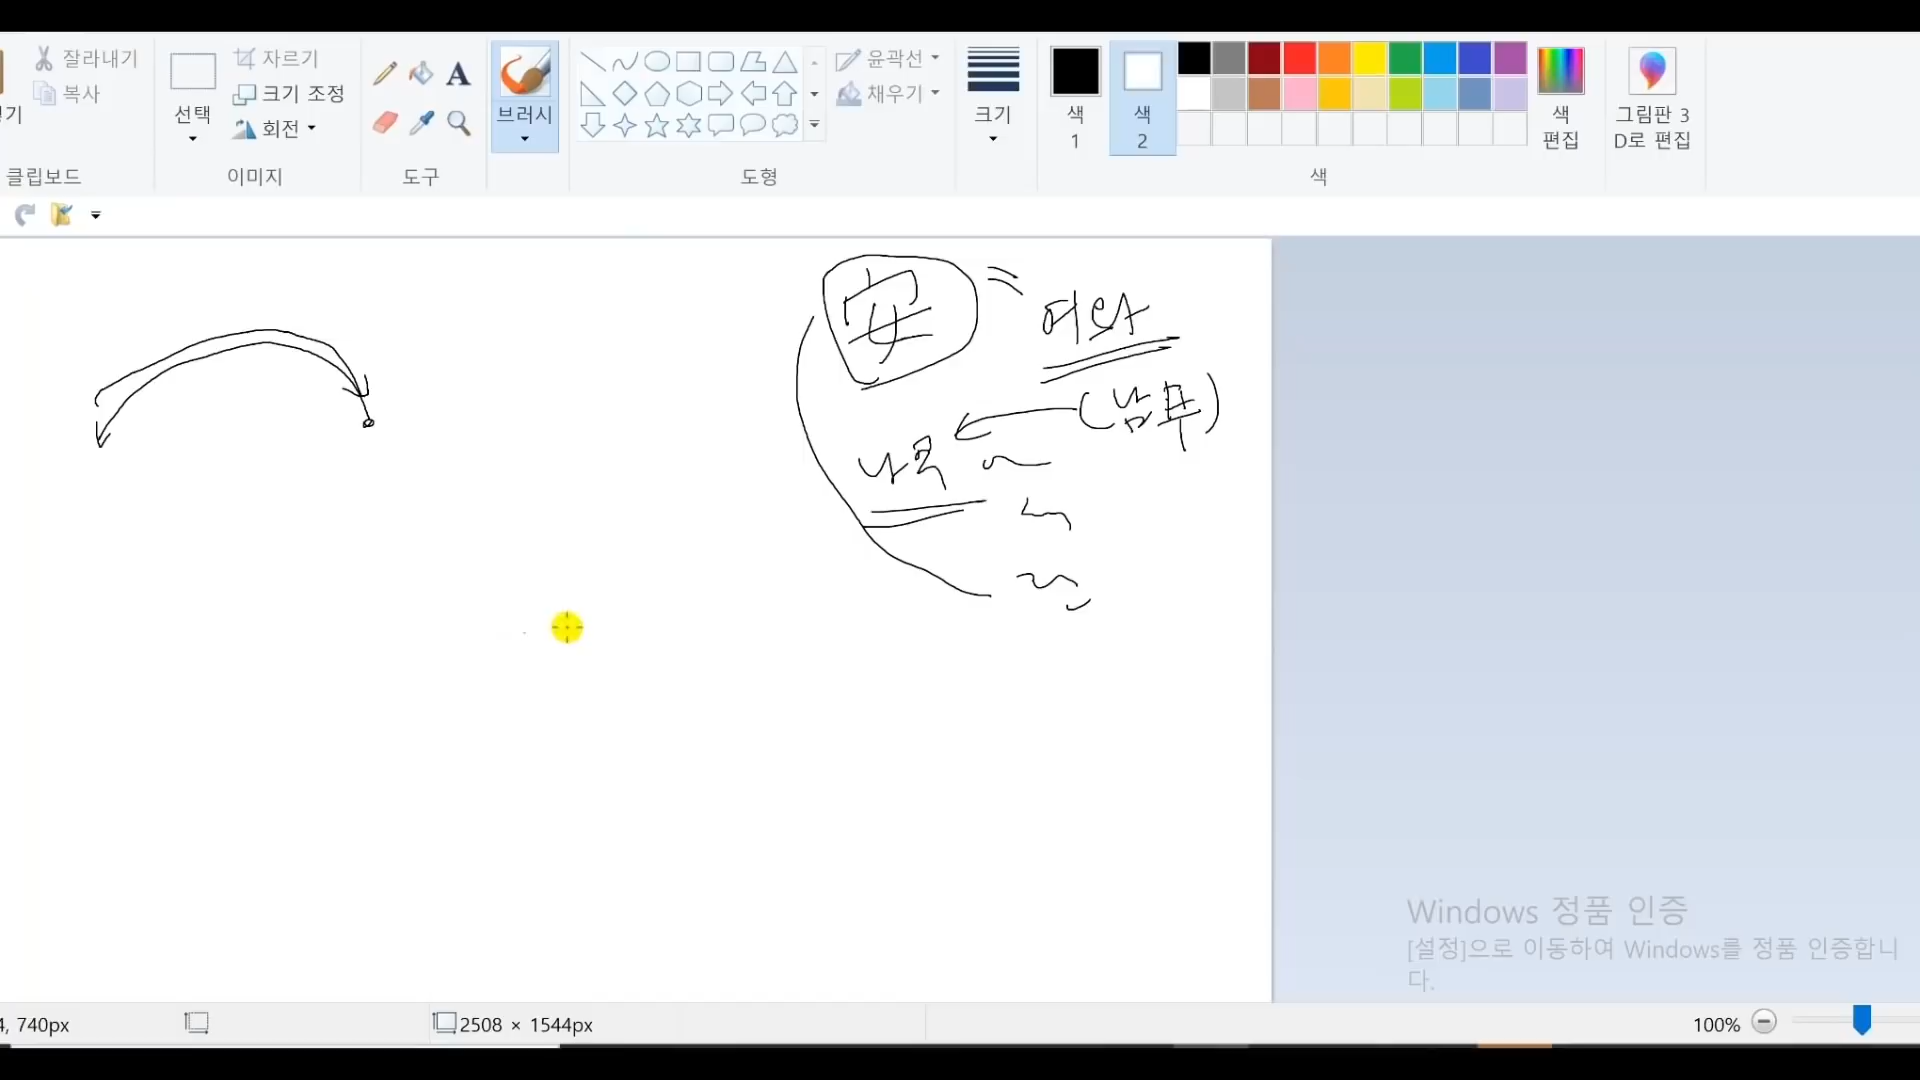 잘라내기
복사
클립보드
선택
자르기
크기 조정
회전
이미지
A
도구
브러시
윤곽선
채우기
도형
크기
색
1
색
2
색
편집
그림판 3
D로 편집
색
安 =
(남부)
Windows 정품 인증
[설정]으로 이동하여 Windows를 정품 인증합니
다.
740px
2508 × 1544px
100%